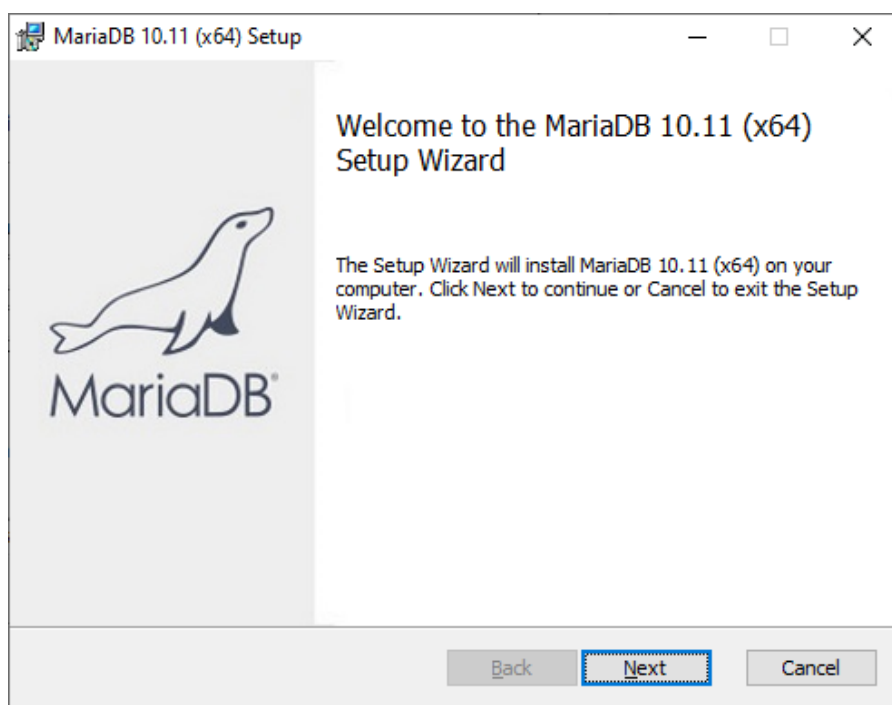 MariaDB 10.11 (x64) Setup
Welcome to the MariaDB 10.11 (x64)
Setup Wizard
The Setup Wizard will install MariaDB 10.11 (x64) on your
computer. Click Next to continue or Cancel to exit the Setup
Wizard.
MariaDB®
Back Next Cancel